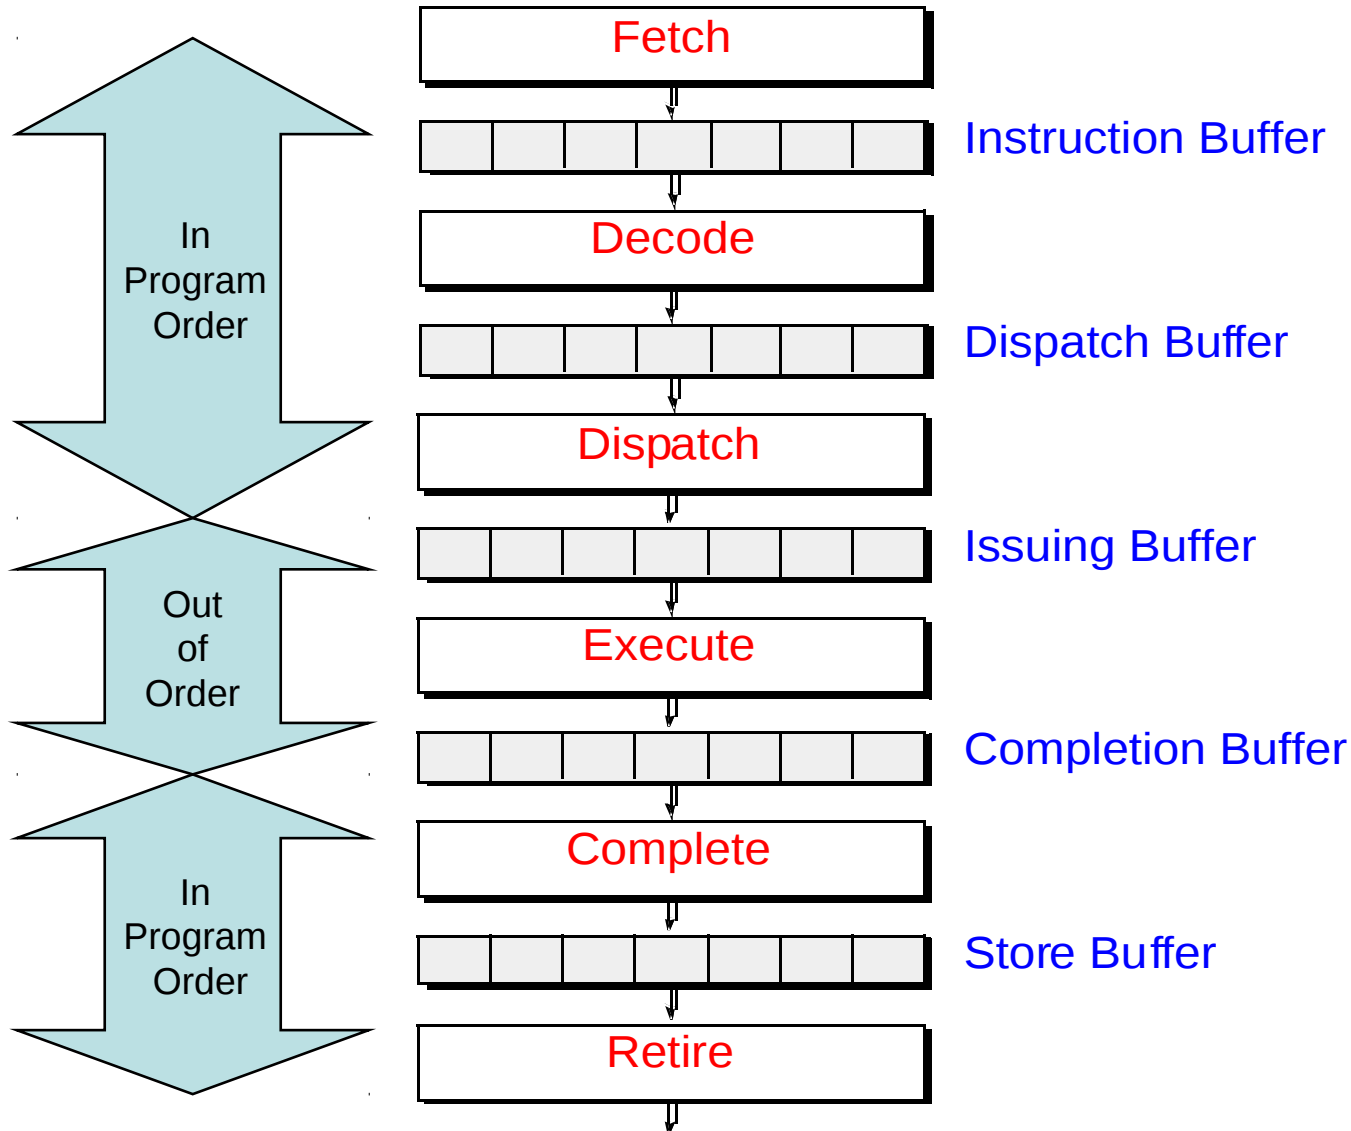 Fetch
Instruction Buffer
Decode
Dispatch Buffer
Dispatch
Issuing Buffer
Execute
Completion Buffer
Complete
Store Buffer
Retire
In
Program
Order
Out
of
Order
In
Program
Order